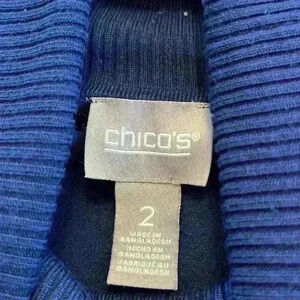 chico's®
2
MADE IN
BANGLADESH
HECHO EN
BANGLADESH
FABRIQUÉ AU
BANGLADESH